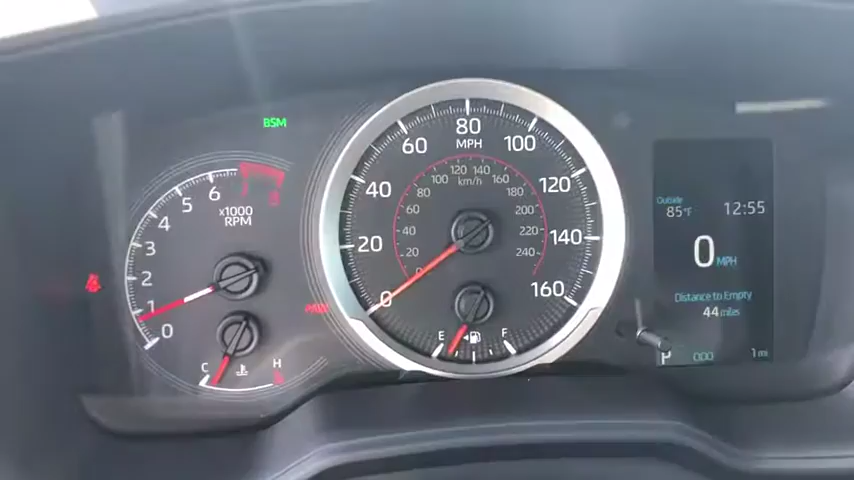 BSM
0 1 2 3 4 5 6
x1000
RPM
C H
0 20 40 60 80 100 120 140 160
MPH
0 20 40 60 80 100 120 140 160 180 200 220 240
km/h
E F
Outside
85°F
12:55
0 MPH
Distance to Empty
44 miles
P 000 1 mi